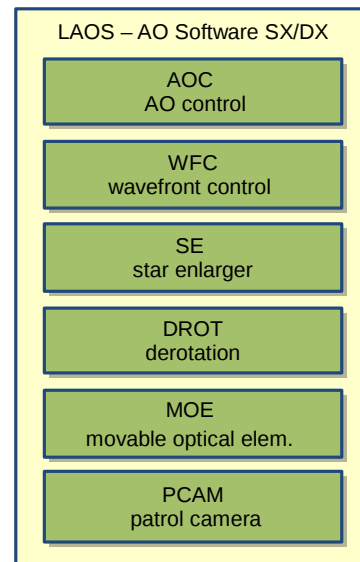 LAOS – AO Software SX/DX
AOC
AO control
WFC
wavefront control
SE
star enlarger
DROT
derotation
MOE
movable optical elem.
PCAM
patrol camera